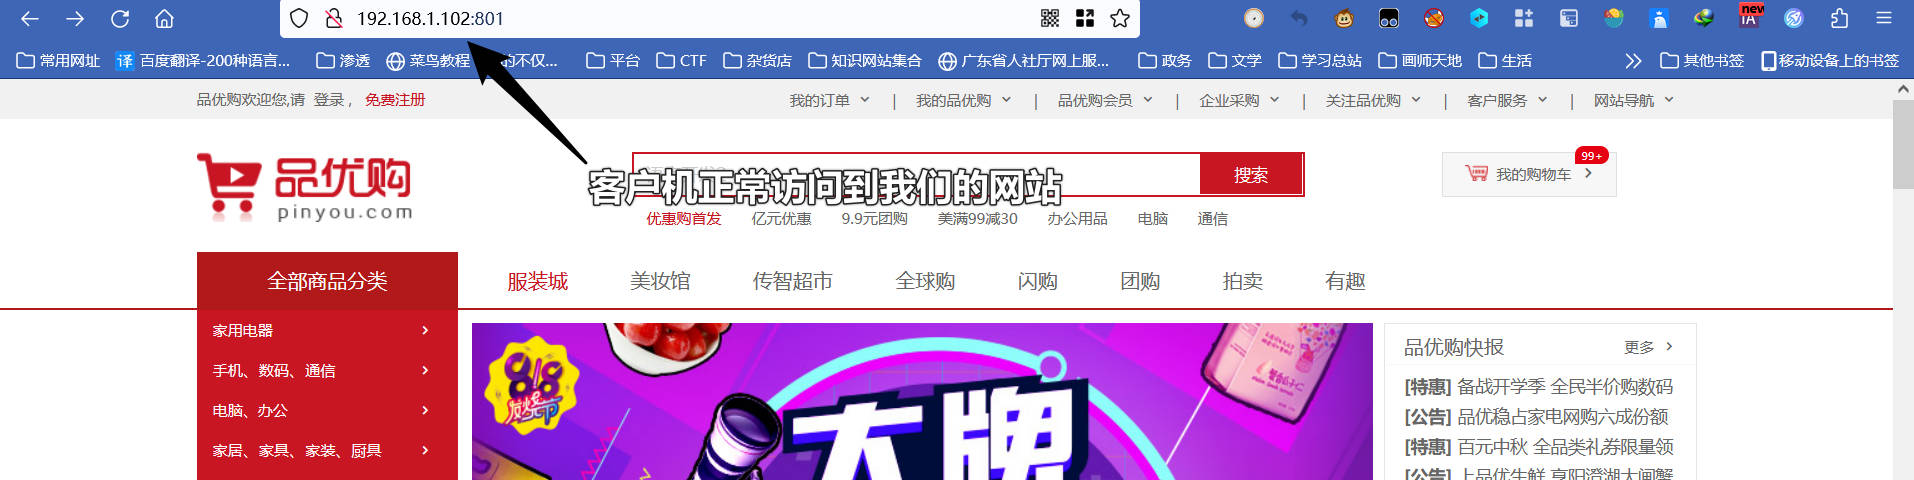 192.168.1.102:801
new
常用网址 译 百度翻译-200种语言... 渗透 菜鸟教程 的不仅... 平台 CTF 杂货店 知识网站集合 广东省人社厅网上服... 政务 文学 学习总站 画师天地 生活 其他书签 移动设备上的书签
品优购欢迎您,请 登录 , 免费注册 我的订单 | 我的品优购 | 品优购会员 | 企业采购 | 关注品优购 | 客户服务 | 网站导航
品优购
pinyou.com
客户机正常访问到我们的网站
搜索
99+
我的购物车
优惠购首发 亿元优惠 9.9元团购 美满99减30 办公用品 电脑 通信
全部商品分类 服装城 美妆馆 传智超市 全球购 闪购 团购 拍卖 有趣
家用电器
手机、数码、通信
电脑、办公
家居、家具、家装、厨具
大牌
品优购快报 更多
[特惠] 备战开学季 全民半价购数码
[公告] 品优稳占家电网购六成份额
[特惠] 百元中秋 全品类礼券限量领
[公告] 上品优生鲜 享阳澄湖大闸蟹